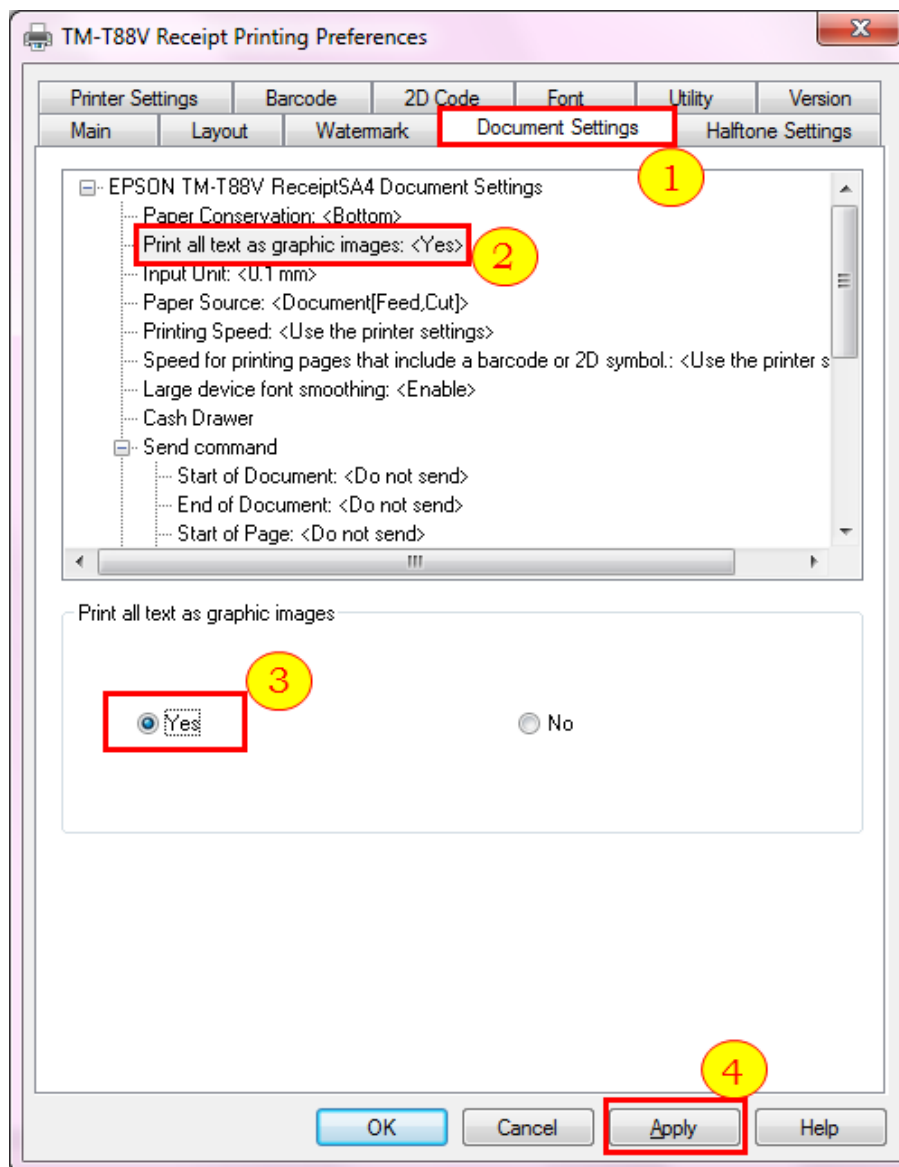 TM-T88V Receipt Printing Preferences
X
Printer Settings Barcode 2D Code Font Utility Version
Main Layout Watermark Document Settings Halftone Settings
1
EPSON TM-T88V ReceiptSA4 Document Settings
Paper Conservation: <Bottom>
Print all text as graphic images: <Yes>
2
Input Unit: <0.1 mm>
Paper Source: <Document[Feed,Cut]>
Printing Speed: <Use the printer settings>
Speed for printing pages that include a barcode or 2D symbol.: <Use the printer s
Large device font smoothing: <Enable>
Cash Drawer
Send command
Start of Document: <Do not send>
End of Document: <Do not send>
Start of Page: <Do not send>
Print all text as graphic images
3
Yes No
4
OK Cancel Apply Help